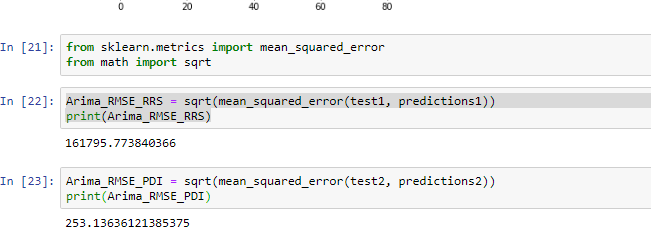 0 20 40 60 80
In [21]: from sklearn.metrics import mean_squared_error
from math import sqrt
In [22]: Arima_RMSE_RRS = sqrt(mean_squared_error(test1, predictions1))
print(Arima_RMSE_RRS)
161795.773840366
In [23]: Arima_RMSE_PDI = sqrt(mean_squared_error(test2, predictions2))
print(Arima_RMSE_PDI)
253.13636121385375